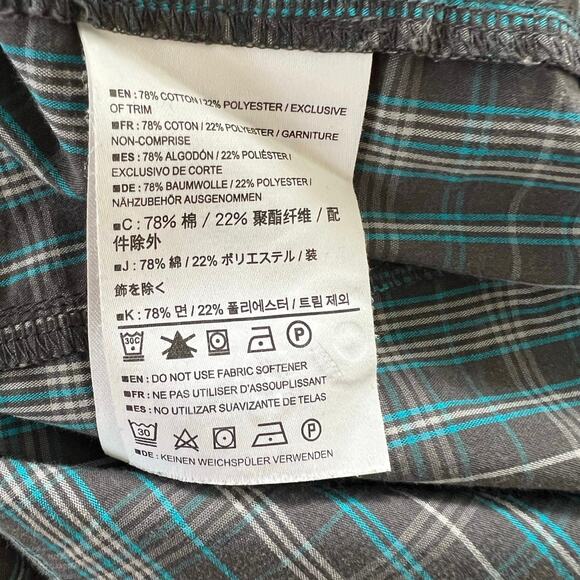 ■EN : 78% COTTON / 22% POLYESTER / EXCLUSIVE
OF TRIM
■FR : 78% COTON / 22% POLYESTER / GARNITURE
NON-COMPRISE
■ES : 78% ALGODÓN / 22% POLIÉSTER /
EXCLUSIVO DE CORTE
■DE : 78% BAUMWOLLE / 22% POLYESTER /
NÄHZUBEHÖR AUSGENOMMEN
■C : 78% 棉 / 22% 聚酯纤维 / 配
件除外
■J : 78% 綿 / 22% ポリエステル / 装
飾を除く
■K : 78% 면 / 22% 폴리에스터 / 트림 제외
30C P
■EN : DO NOT USE FABRIC SOFTENER
■FR : NE PAS UTILISER D'ASSOUPLISSANT
■ES : NO UTILIZAR SUAVIZANTE DE TELAS
30 P
■DE : KEINEN WEICHSPÜLER VERWENDEN